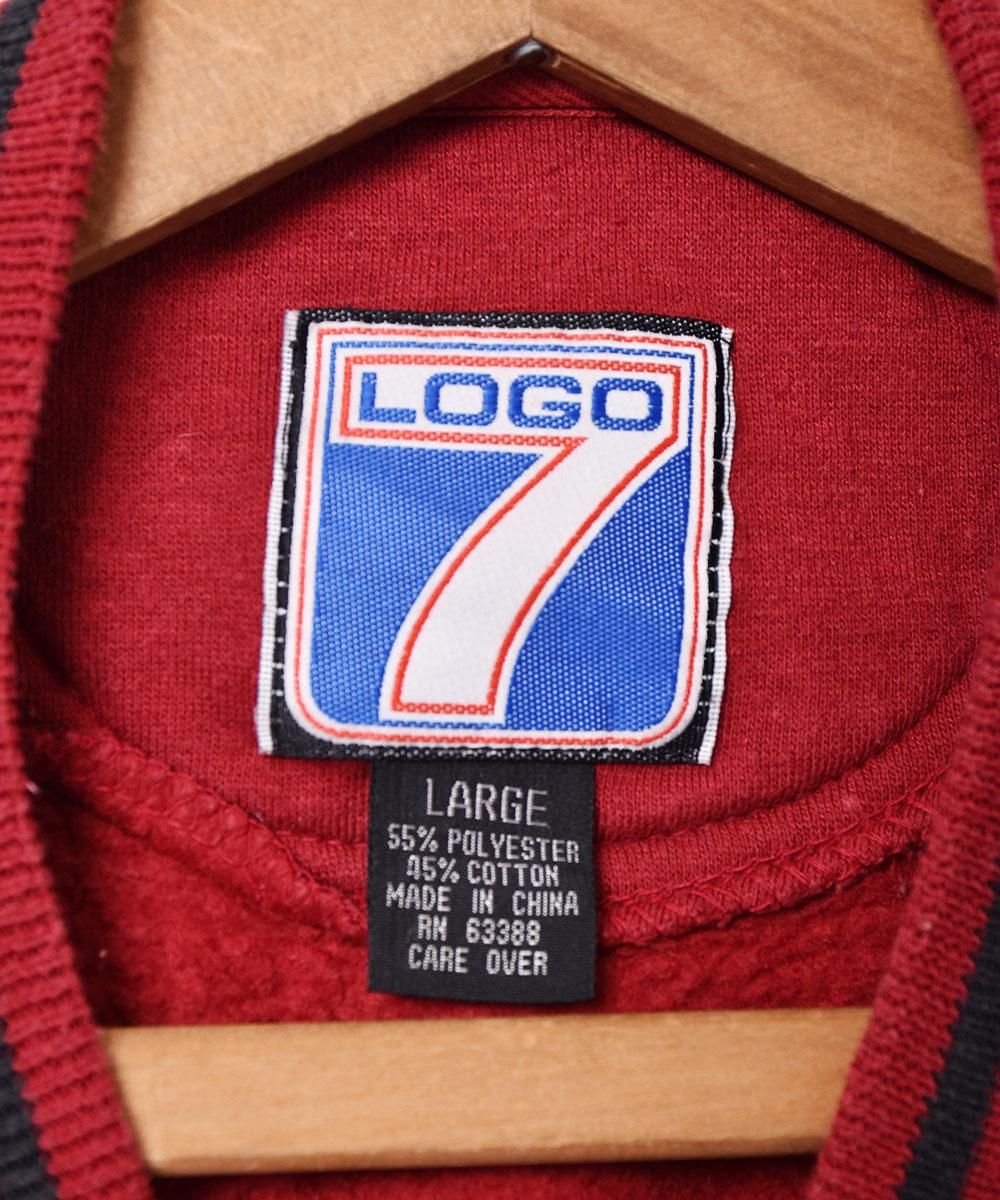 LOGO
7
LARGE
55% POLYESTER
45% COTTON
MADE IN CHINA
RN 63388
CARE OVER